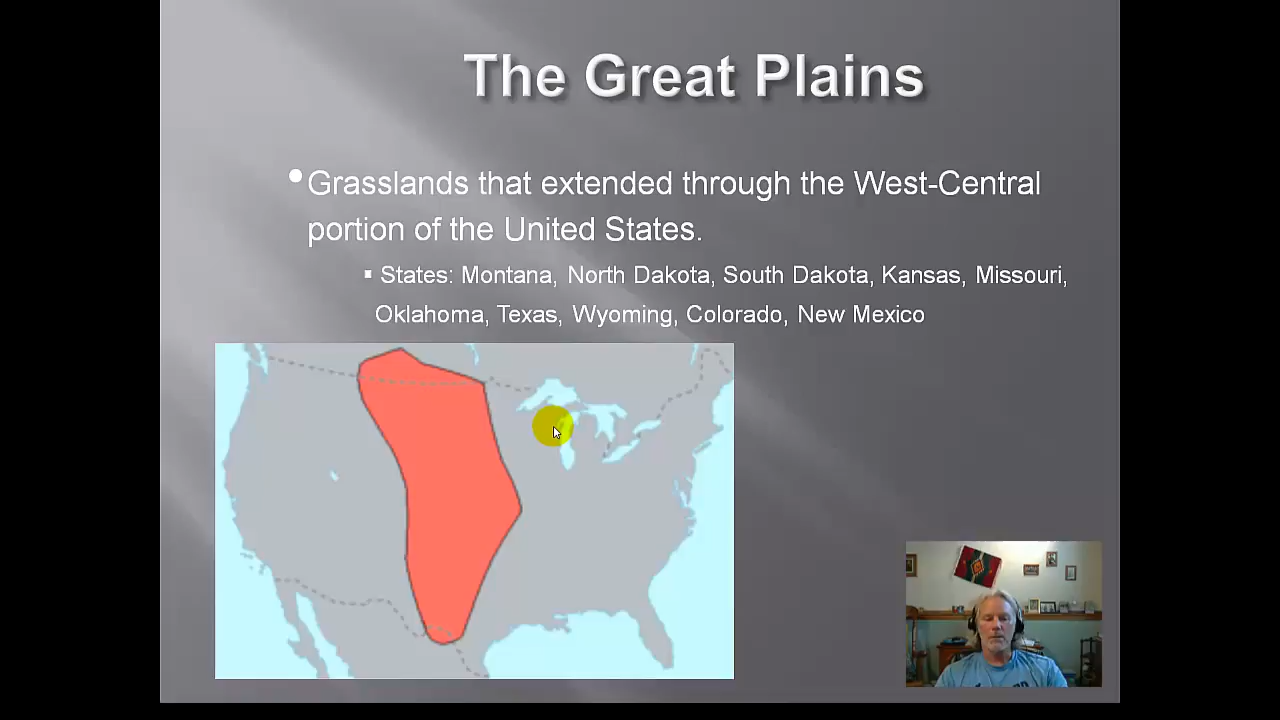 The Great Plains
•Grasslands that extended through the West-Central
portion of the United States.
▪ States: Montana, North Dakota, South Dakota, Kansas, Missouri,
Oklahoma, Texas, Wyoming, Colorado, New Mexico